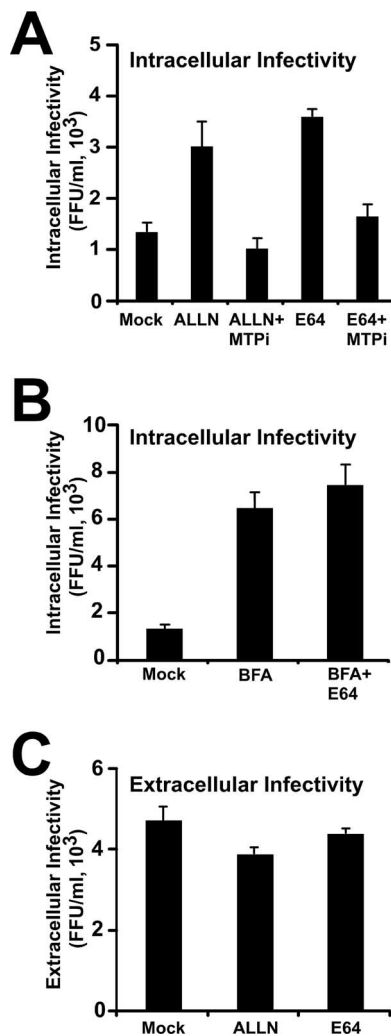 A
Intracellular Infectivity
Intracellular Infectivity
(FFU/ml, 10³)
5
4
3
2
1
0
Mock
ALLN
ALLN+
MTPi
E64
E64+
MTPi
B
Intracellular Infectivity
Intracellular Infectivity
(FFU/ml, 10³)
10
8
6
4
2
0
Mock
BFA
BFA+
E64
C
Extracellular Infectivity
Extracellular Infectivity
(FFU/ml, 10³)
6
4
2
0
Mock
ALLN
E64